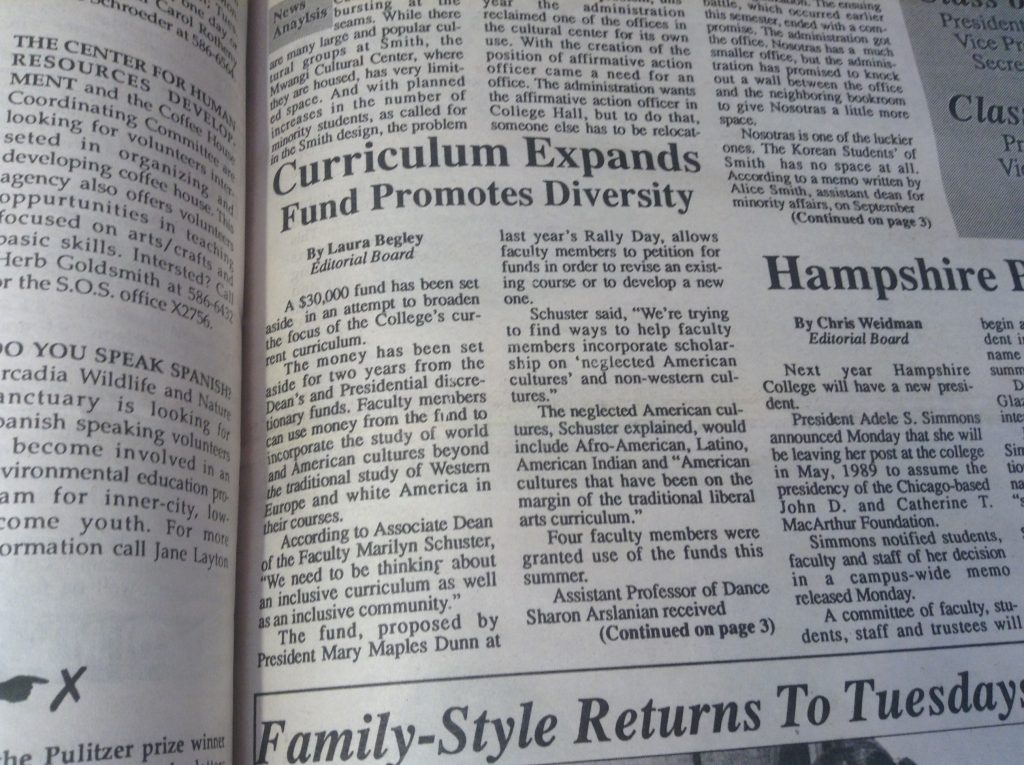 Schroeder at 586-6564
THE CENTER FOR HUMAN
RESOURCES DEVELOP-
MENT and the Coffee House
Coordinating Committee are
looking for volunteers inter-
seted in organizing and
developing coffee house. This
agency also offers volunteers
oppurtunities in teaching
focused on arts/crafts and
basic skills. Intersted? Call
Herb Goldsmith at 586-6432
or the S.O.S. office X2756.
DO YOU SPEAK SPANISH?
rcadia Wildlife and Nature
anctuary is looking for
panish speaking volunteers
become involved in an
vironmental education pro-
am for inner-city, low-
come youth. For more
ormation call Jane Layton
X
the Pulitzer prize winner
News
Anaylsis
bursting at the
seams. While there
are many large and popular cul-
tural groups at Smith, the
Mwangi Cultural Center, where
they are housed, has very limit-
ed space. And with planned
increases in the number of
minority students, as called for
in the Smith design, the problem
year the administration
reclaimed one of the offices in
the cultural center for its own
use. With the creation of the
position of affirmative action
officer came a need for an
office. The administration wants
the affirmative action officer in
College Hall, but to do that,
someone else has to be relocat-
battle, which occurred earlier
this semester, ended with a com-
promise. The administration got
the office. Nosotras has a much
smaller office, but the adminis-
tration has promised to knock
out a wall between the office
and the neighboring bookroom
to give Nosotras a little more
space.
Nosotras is one of the luckier
ones. The Korean Students' of
Smith has no space at all.
According to a memo written by
Alice Smith, assistant dean for
minority affairs, on September
(Continued on page 3)
President
Vice Pr
Secre
Clas
Pr
Vic
Curriculum Expands
Fund Promotes Diversity
By Laura Begley
Editorial Board
A $30,000 fund has been set
aside in an attempt to broaden
the focus of the College's cur-
rent curriculum.
The money has been set
aside for two years from the
Dean's and Presidential discre-
tionary funds. Faculty members
can use money from the fund to
incorporate the study of world
and American cultures beyond
the traditional study of Western
Europe and white America in
their courses.
According to Associate Dean
of the Faculty Marilyn Schuster,
"We need to be thinking about
an inclusive curriculum as well
as an inclusive community."
The fund, proposed by
President Mary Maples Dunn at
last year's Rally Day, allows
faculty members to petition for
funds in order to revise an exist-
ing course or to develop a new
one.
Schuster said, "We're trying
to find ways to help faculty
members incorporate scholar-
ship on 'neglected American
cultures' and non-western cul-
tures."
The neglected American cul-
tures, Schuster explained, would
include Afro-American, Latino,
American Indian and "American
cultures that have been on the
margin of the traditional liberal
arts curriculum."
Four faculty members were
granted use of the funds this
summer.
Assistant Professor of Dance
Sharon Arslanian received
(Continued on page 3)
Hampshire P
By Chris Weidman
Editorial Board
Next year Hampshire
College will have a new presi-
dent.
President Adele S. Simmons
announced Monday that she will
be leaving her post at the college
in May, 1989 to assume the
presidency of the Chicago-based
John D. and Catherine T.
MacArthur Foundation.
Simmons notified students,
faculty and staff of her decision
in a campus-wide memo
released Monday.
A committee of faculty, stu-
dents, staff and trustees will
begin a
dent i
name
summ
Glaz
inte
Sim
Family-Style Returns To Tuesdays